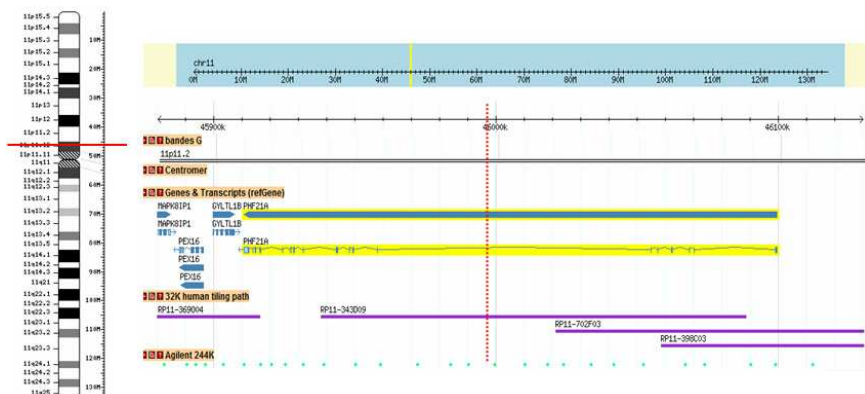 11p15.5
11p15.4
11p15.3
11p15.2
11p15.1
11p14.3
11p14.2
11p14.1
11p13
11p12
11p11.2
11p11.11
11q11
11q12.1
11q12.3
11q13.1
11q13.2
11q13.3
11q13.4
11q13.5
11q14.1
11q14.2
11q14.3
11q21
11q22.1
11q22.2
11q22.3
11q23.1
11q23.2
11q23.3
11q24.1
11q24.2
11q24.3
11q25
10M
20M
30M
40M
50M
60M
70M
80M
90M
100M
110M
120M
130M
chr11
0M 10M 20M 30M 40M 50M 60M 70M 80M 90M 100M 110M 120M 130M
45900k 46000k 46100k
bandes G
11p11.2
Centromer
Genes & Transcripts (refGene)
MAPK8IP1 GYLTL1B PHF21A
MAPK8IP1 GYLTL1B PHF21A
PEX16
PEX16
PEX16
32K human tiling path
RP11-369O04 RP11-343D09
RP11-702F03
RP11-398C03
Agilent 244K